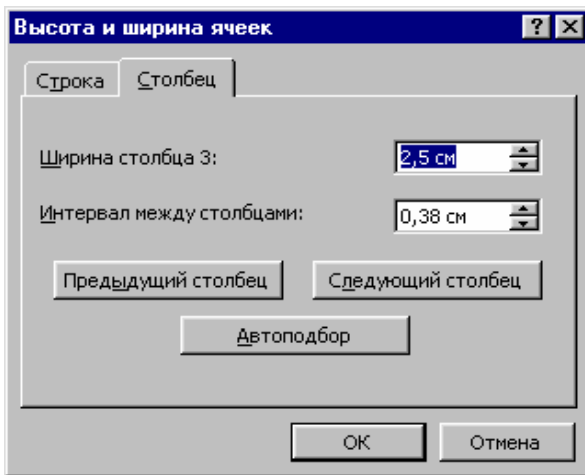 Высота и ширина ячеек
Строка Столбец
Ширина столбца 3: 2,5 см
Интервал между столбцами: 0,38 см
Предыдущий столбец Следующий столбец
Автоподбор
ОК Отмена